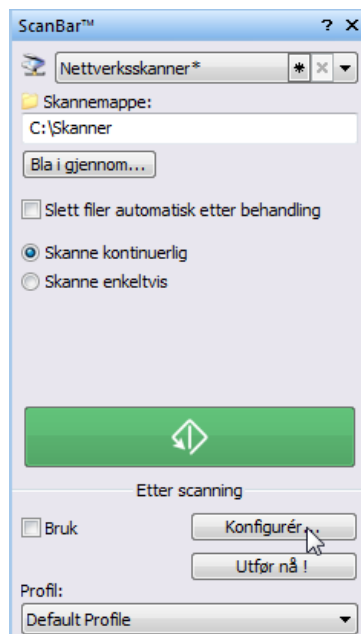 ScanBar™ ? X
Nettverksskanner*
Skannemappe:
C:\Skanner
Bla i gjennom...
Slett filer automatisk etter behandling
Skanne kontinuerlig
Skanne enkeltvis
Etter scanning
Bruk Konfigurér...
Utfør nå !
Profil:
Default Profile